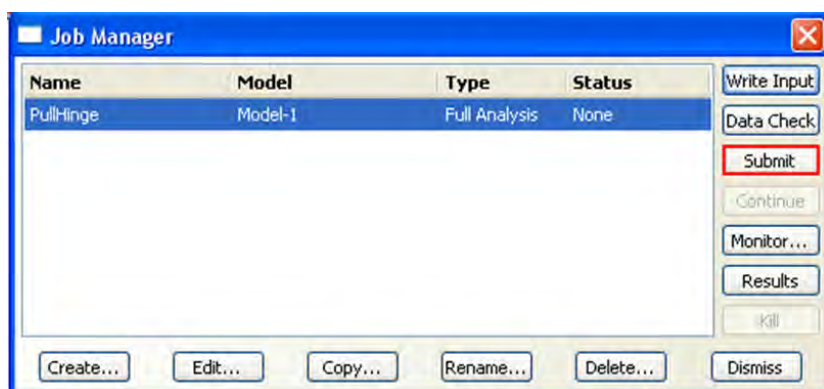 Job Manager
Name Model Type Status Write Input
PullHinge Model-1 Full Analysis None Data Check
Submit
Continue
Monitor...
Results
Kill
Create... Edit... Copy... Rename... Delete... Dismiss